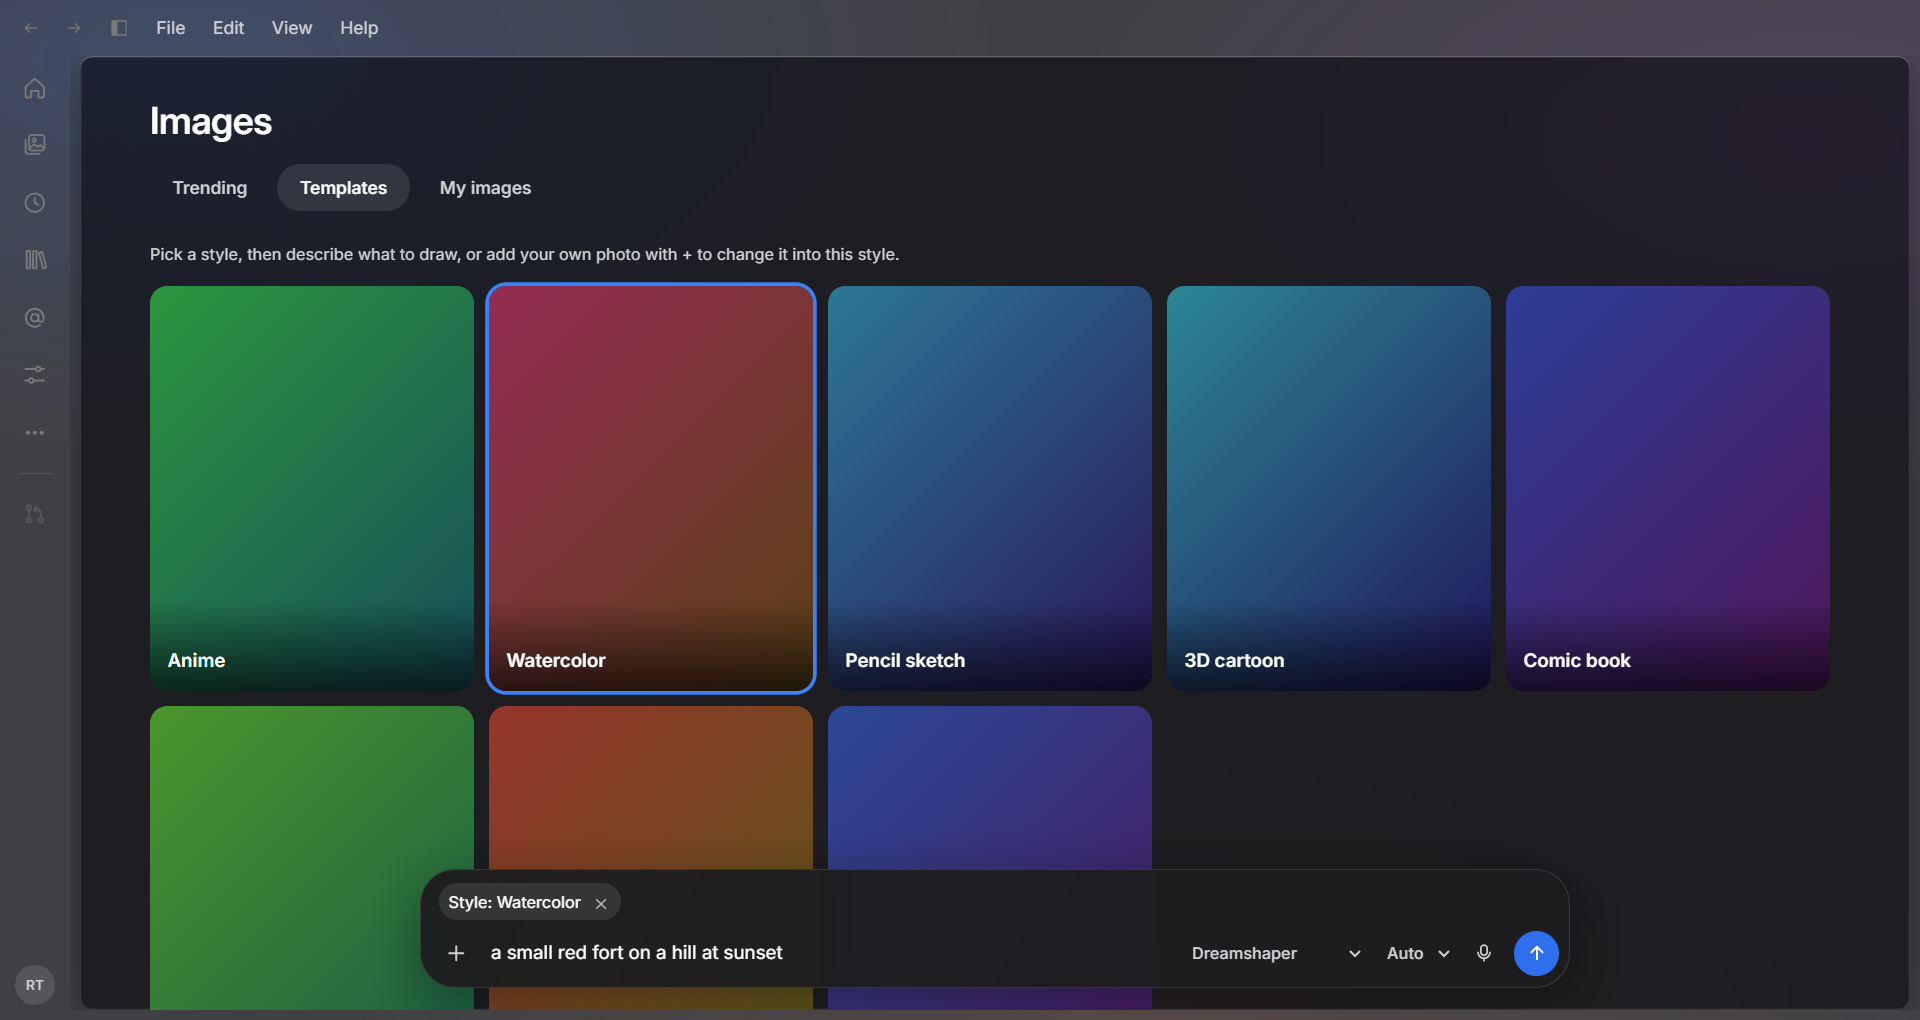 File Edit View Help
Images
Trending Templates My images
Pick a style, then describe what to draw, or add your own photo with + to change it into this style.
Anime Watercolor Pencil sketch 3D cartoon Comic book
Style: Watercolor
a small red fort on a hill at sunset Dreamshaper Auto
RT